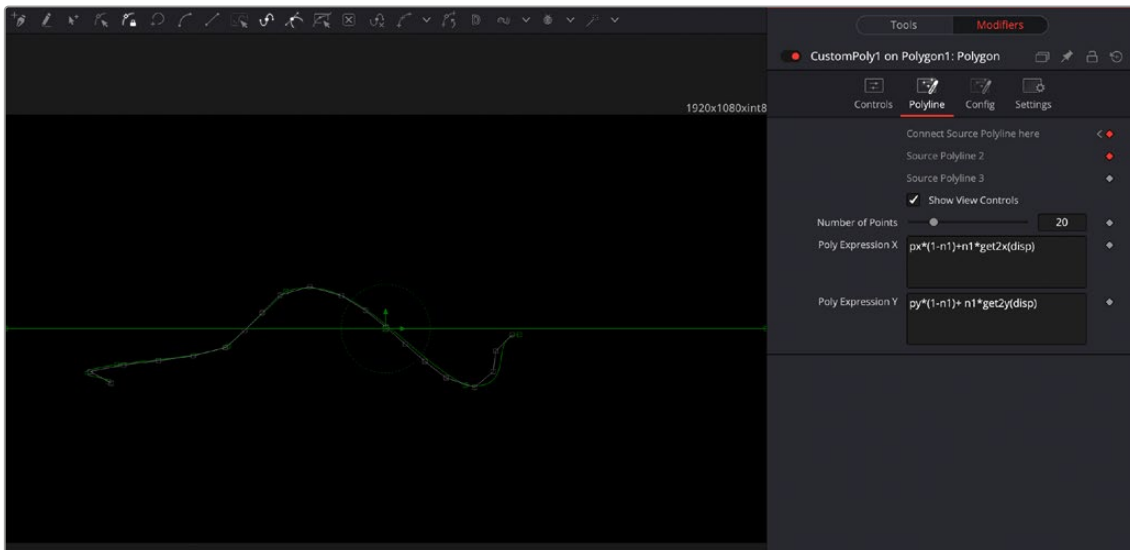 Tools Modifiers
CustomPoly1 on Polygon1: Polygon
Controls Polyline Config Settings
1920x1080xint8
Connect Source Polyline here
Source Polyline 2
Source Polyline 3
Show View Controls
Number of Points 20
Poly Expression X px*(1-n1)+n1*get2x(disp)
Poly Expression Y py*(1-n1)+ n1*get2y(disp)